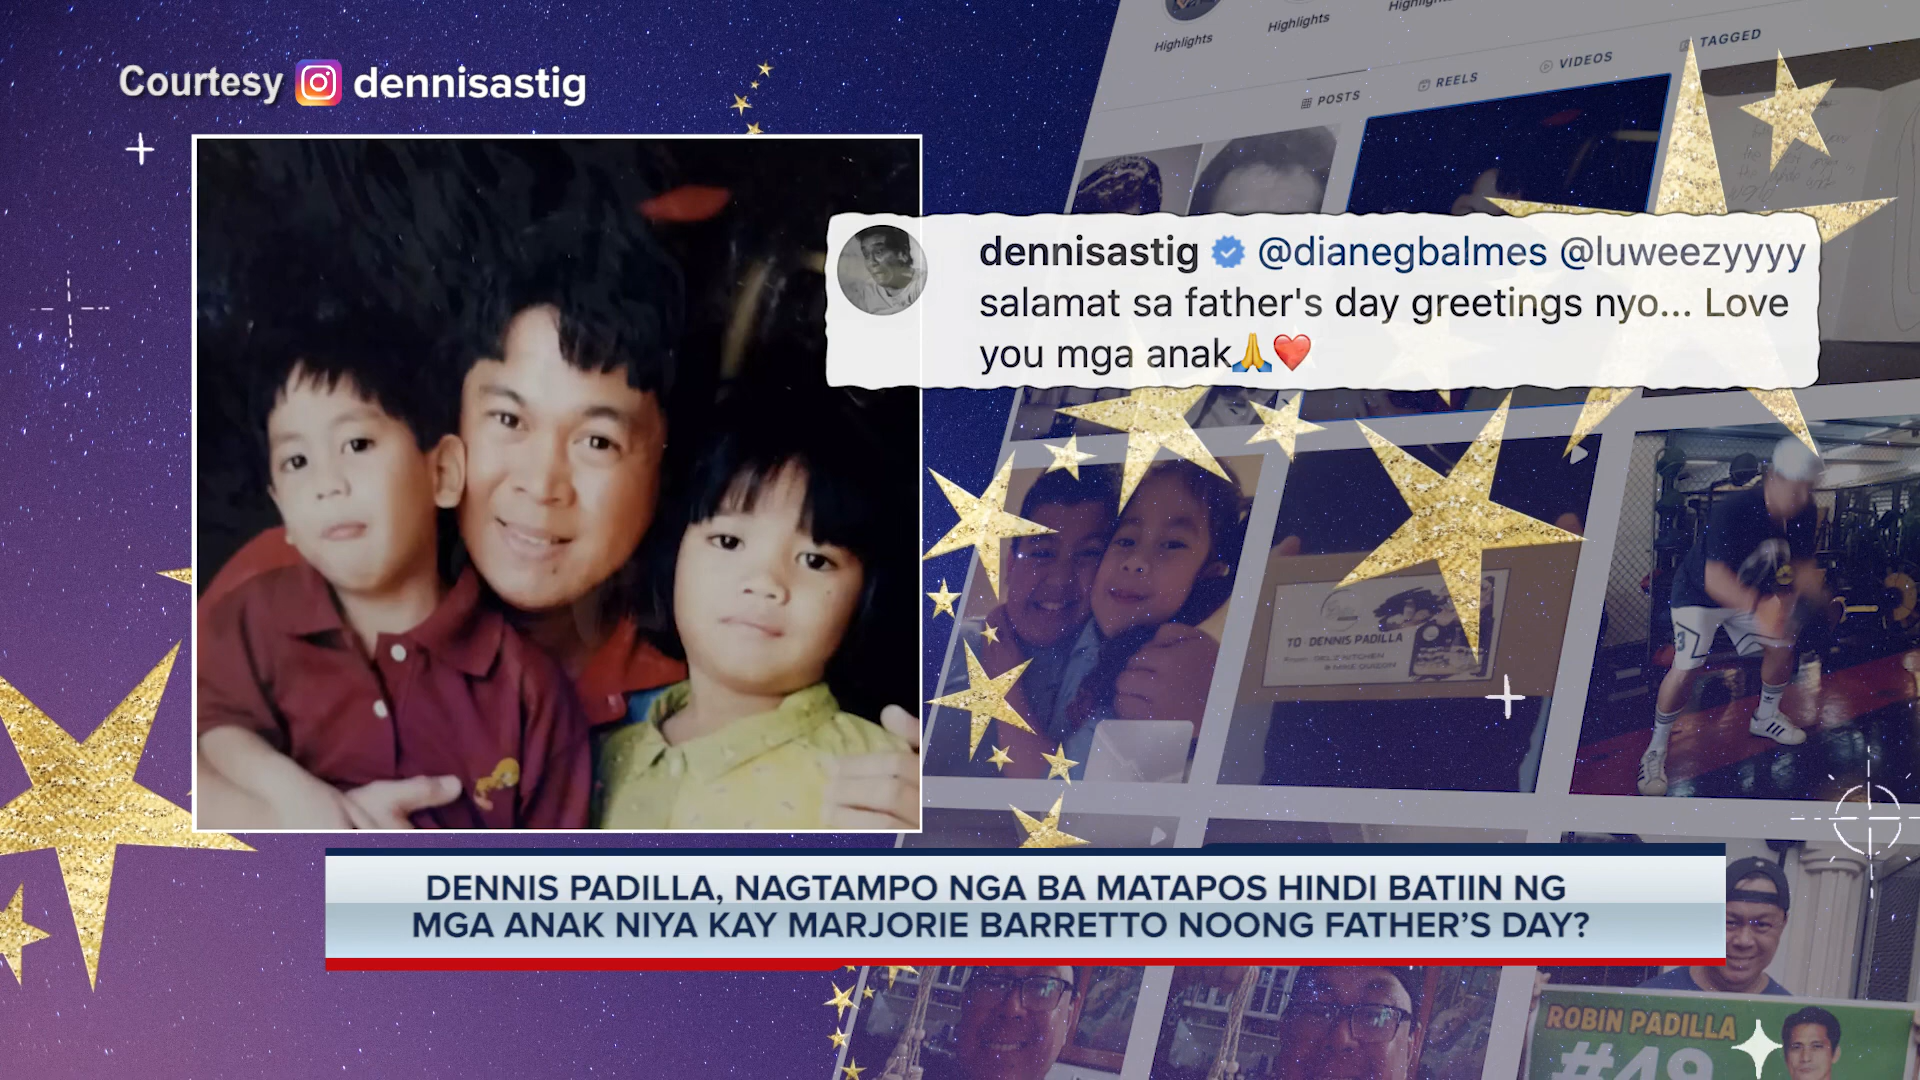 Courtesy dennisastig
Highlights
Highlights
POSTS
REELS
VIDEOS
TAGGED
dennisastig @dianegbalmes @luweezyyyy
salamat sa father's day greetings nyo... Love
you mga anak🙏❤️
TO - DENNIS PADILLA
DENNIS PADILLA, NAGTAMPO NGA BA MATAPOS HINDI BATIIN NG
MGA ANAK NIYA KAY MARJORIE BARRETTO NOONG FATHER'S DAY?
ROBIN PADILLA
#49